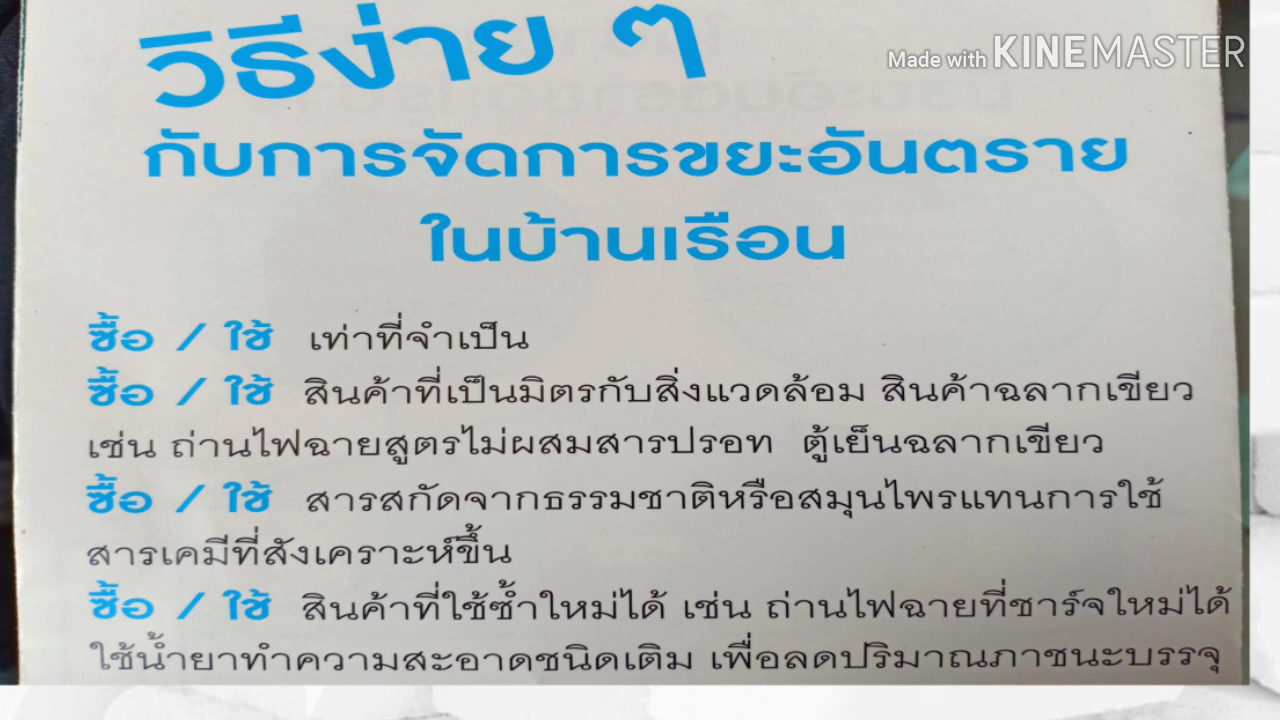 วิธีง่าย ๆ
Made with KINEMASTER
กับการจัดการขยะอันตราย
ในบ้านเรือน
ซื้อ / ใช้ เท่าที่จำเป็น
ซื้อ / ใช้ สินค้าที่เป็นมิตรกับสิ่งแวดล้อม สินค้าฉลากเขียว
เช่น ถ่านไฟฉายสูตรไม่ผสมสารปรอท ตู้เย็นฉลากเขียว
ซื้อ / ใช้ สารสกัดจากธรรมชาติหรือสมุนไพรแทนการใช้
สารเคมีที่สังเคราะห์ขึ้น
ซื้อ / ใช้ สินค้าที่ใช้ซ้ำใหม่ได้ เช่น ถ่านไฟฉายที่ชาร์จใหม่ได้
ใช้น้ำยาทำความสะอาดชนิดเติม เพื่อลดปริมาณภาชนะบรรจุ